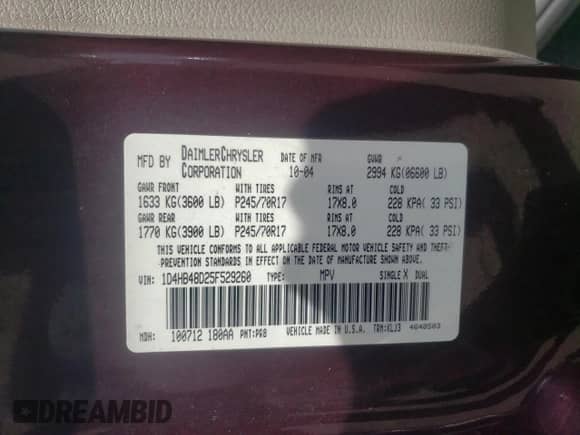 MFD BY DAIMLERCHRYSLER CORPORATION DATE OF MFR 10-04 GVWR 2994 KG(06600 LB)
GAWR FRONT WITH TIRES RIMS AT COLD
1633 KG(3600 LB) P245/70R17 17X8.0 228 KPA( 33 PSI)
GAWR REAR WITH TIRES RIMS AT COLD
1770 KG(3900 LB) P245/70R17 17X8.0 228 KPA( 33 PSI)
THIS VEHICLE CONFORMS TO ALL APPLICABLE FEDERAL MOTOR VEHICLE SAFETY AND THEFT
PREVENTION STANDARDS IN EFFECT ON THE DATE OF MANUFACTURE SHOWN ABOVE
VIN: 1D4HB48D25F529260 TYPE: MPV SINGLE X DUAL
MDH: 100712 180AA PNT:PRB VEHICLE MADE IN U.S.A. TRM:KLJ3 4648503
DREAMBID